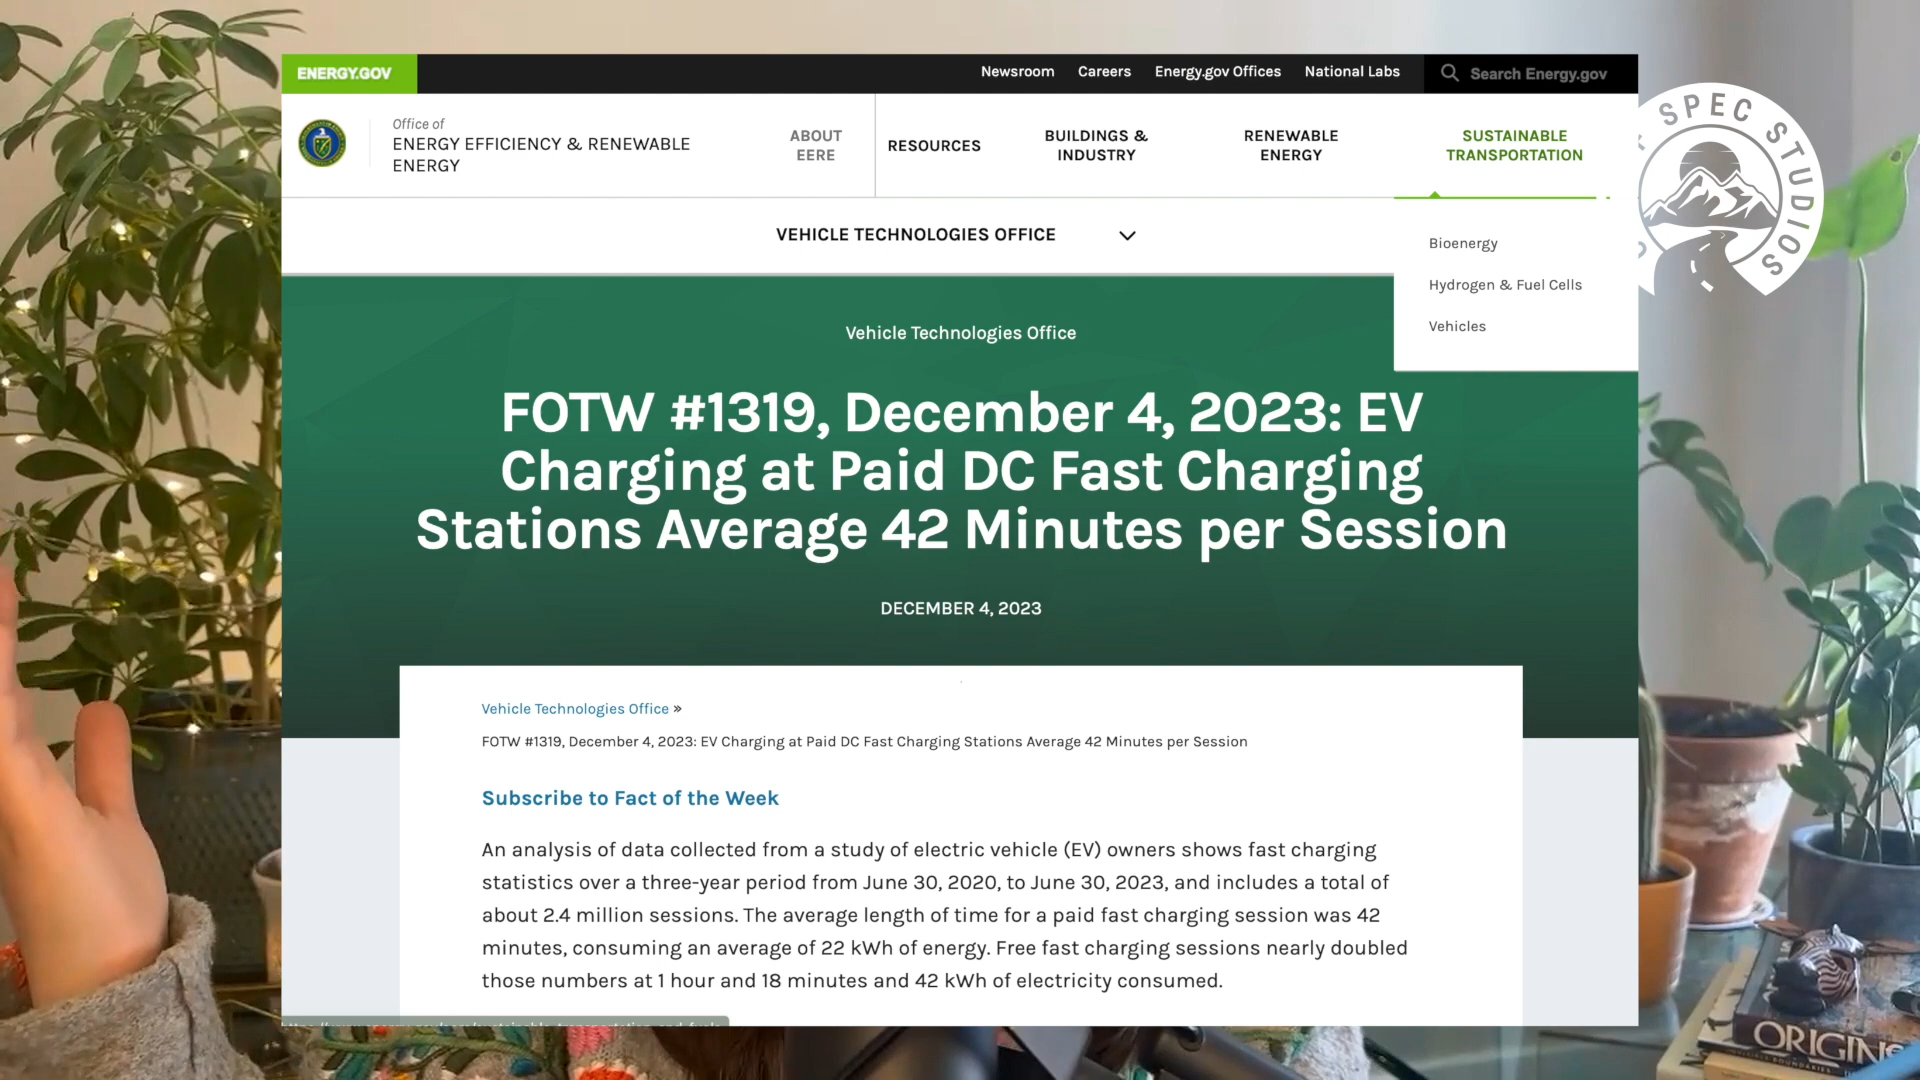 ENERGY.GOV
Newsroom Careers Energy.gov Offices National Labs Search Energy.gov
Office of
ENERGY EFFICIENCY & RENEWABLE
ENERGY
ABOUT
EERE
RESOURCES
BUILDINGS &
INDUSTRY
RENEWABLE
ENERGY
SUSTAINABLE
TRANSPORTATION
SPEC STUDIOS
VEHICLE TECHNOLOGIES OFFICE
Bioenergy
Hydrogen & Fuel Cells
Vehicles
Vehicle Technologies Office
FOTW #1319, December 4, 2023: EV
Charging at Paid DC Fast Charging
Stations Average 42 Minutes per Session
DECEMBER 4, 2023
Vehicle Technologies Office »
FOTW #1319, December 4, 2023: EV Charging at Paid DC Fast Charging Stations Average 42 Minutes per Session
Subscribe to Fact of the Week
An analysis of data collected from a study of electric vehicle (EV) owners shows fast charging
statistics over a three-year period from June 30, 2020, to June 30, 2023, and includes a total of
about 2.4 million sessions. The average length of time for a paid fast charging session was 42
minutes, consuming an average of 22 kWh of energy. Free fast charging sessions nearly doubled
those numbers at 1 hour and 18 minutes and 42 kWh of electricity consumed.
ORIGINS